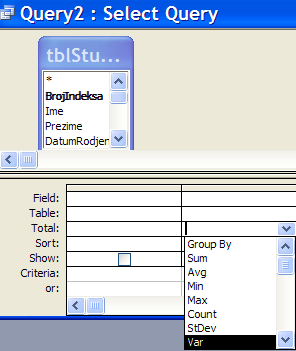 Query2 : Select Query
tblStu...
*
BrojIndeksa
Ime
Prezime
DatumRodjen
Field:
Table:
Total:
Sort:
Show:
Criteria:
or:
Group By
Sum
Avg
Min
Max
Count
StDev
Var